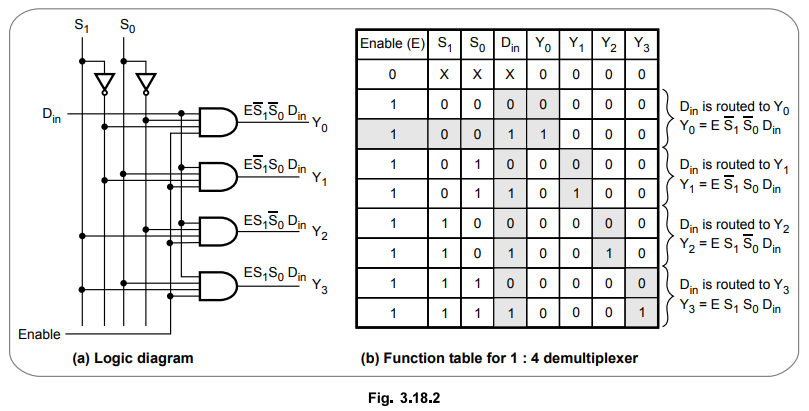 S₁ S₀
Dᵢₙ
ES̅₁S̅₀ Dᵢₙ Y₀
ES̅₁S₀ Dᵢₙ Y₁
ES₁S̅₀ Dᵢₙ Y₂
ES₁S₀ Dᵢₙ Y₃
Enable
(a) Logic diagram
Enable (E) S₁ S₀ Dᵢₙ Y₀ Y₁ Y₂ Y₃
0 X X X 0 0 0 0
1 0 0 0 0 0 0 0
1 0 0 1 1 0 0 0
1 0 1 0 0 0 0 0
1 0 1 1 0 1 0 0
1 1 0 0 0 0 0 0
1 1 0 1 0 0 1 0
1 1 1 0 0 0 0 0
1 1 1 1 0 0 0 1
Dᵢₙ is routed to Y₀
Y₀ = E S̅₁ S̅₀ Dᵢₙ
Dᵢₙ is routed to Y₁
Y₁ = E S̅₁ S₀ Dᵢₙ
Dᵢₙ is routed to Y₂
Y₂ = E S₁ S̅₀ Dᵢₙ
Dᵢₙ is routed to Y₃
Y₃ = E S₁ S₀ Dᵢₙ
(b) Function table for 1 : 4 demultiplexer
Fig. 3.18.2